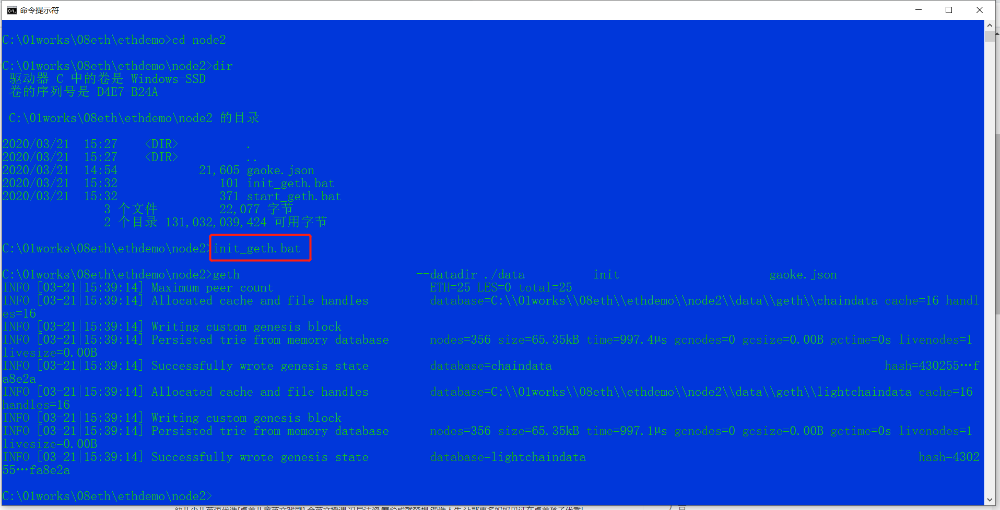 命令提示符
C:\01works\08eth\ethdemo>cd node2
C:\01works\08eth\ethdemo\node2>dir
驱动器 C 中的卷是 Windows-SSD
卷的序列号是 D4E7-B24A
C:\01works\08eth\ethdemo\node2 的目录
2020/03/21  15:27    <DIR>          .
2020/03/21  15:27    <DIR>          ..
2020/03/21  14:54            21,605 gaoke.json
2020/03/21  15:32               101 init_geth.bat
2020/03/21  15:32               371 start_geth.bat
3 个文件         22,077 字节
2 个目录 131,032,039,424 可用字节
C:\01works\08eth\ethdemo\node2>init_geth.bat
C:\01works\08eth\ethdemo\node2>geth                          --datadir ./data          init                      gaoke.json
INFO [03-21|15:39:14] Maximum peer count                       ETH=25 LES=0 total=25
INFO [03-21|15:39:14] Allocated cache and file handles         database=C:\\01works\\08eth\\ethdemo\\node2\\data\\geth\\chaindata cache=16 handl
es=16
INFO [03-21|15:39:14] Writing custom genesis block
INFO [03-21|15:39:14] Persisted trie from memory database      nodes=356 size=65.35kB time=997.4µs gcnodes=0 gcsize=0.00B gctime=0s livenodes=1
livesize=0.00B
INFO [03-21|15:39:14] Successfully wrote genesis state         database=chaindata                                                 hash=430255…f
a8e2a
INFO [03-21|15:39:14] Allocated cache and file handles         database=C:\\01works\\08eth\\ethdemo\\node2\\data\\geth\\lightchaindata cache=16
handles=16
INFO [03-21|15:39:14] Writing custom genesis block
INFO [03-21|15:39:14] Persisted trie from memory database      nodes=356 size=65.35kB time=997.1µs gcnodes=0 gcsize=0.00B gctime=0s livenodes=1
livesize=0.00B
INFO [03-21|15:39:14] Successfully wrote genesis state         database=lightchaindata                                                 hash=4302
55…fa8e2a
C:\01works\08eth\ethdemo\node2>